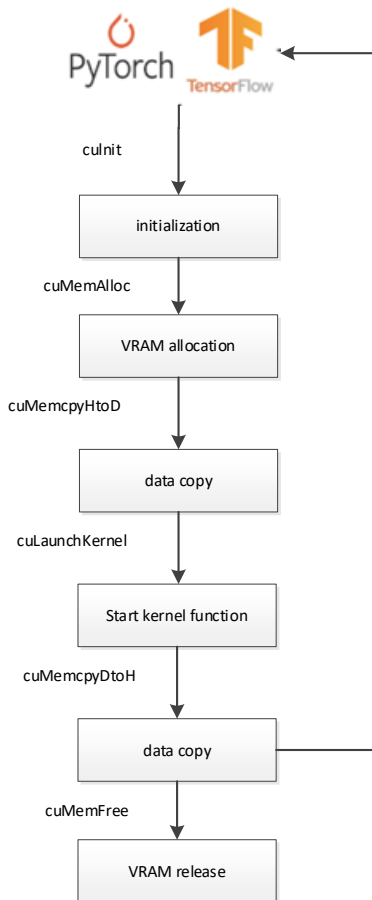 PyTorch
TensorFlow
cuInit
initialization
cuMemAlloc
VRAM allocation
cuMemcpyHtoD
data copy
cuLaunchKernel
Start kernel function
cuMemcpyDtoH
data copy
cuMemFree
VRAM release